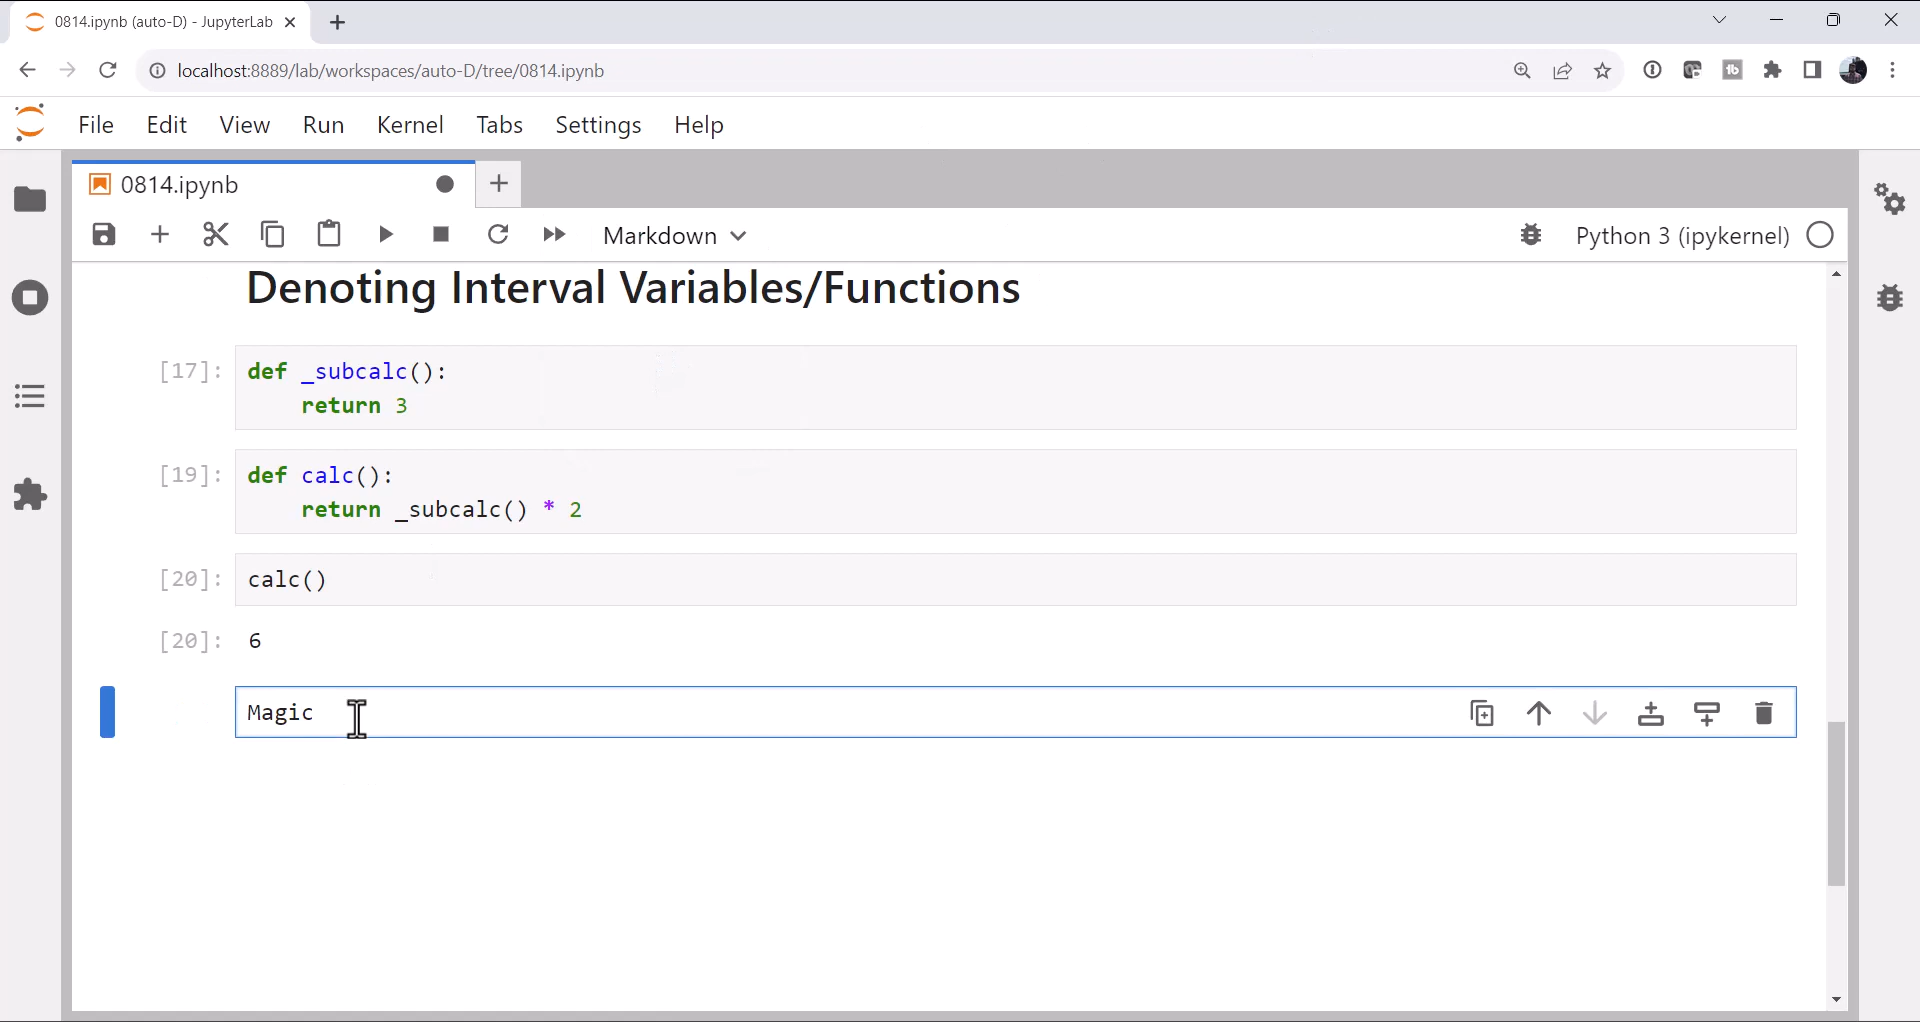 0814.ipynb (auto-D) - JupyterLab
localhost:8889/lab/workspaces/auto-D/tree/0814.ipynb
File Edit View Run Kernel Tabs Settings Help
0814.ipynb
Markdown
Python 3 (ipykernel)
Denoting Interval Variables/Functions
[17]: def _subcalc():
return 3
[19]: def calc():
return _subcalc() * 2
[20]: calc()
[20]: 6
Magic